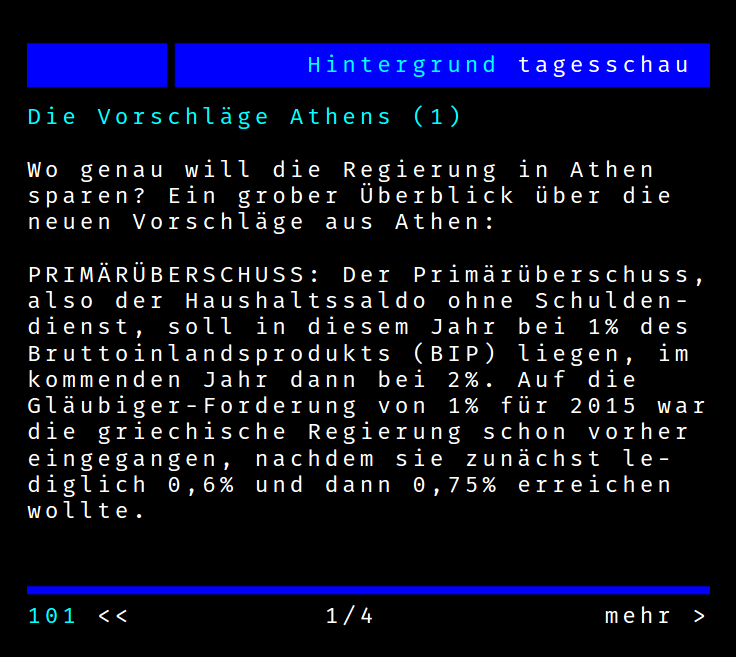 Hintergrund tagesschau
Die Vorschläge Athens (1)
Wo genau will die Regierung in Athen
sparen? Ein grober Überblick über die
neuen Vorschläge aus Athen:
PRIMÄRÜBERSCHUSS: Der Primärüberschuss,
also der Haushaltssaldo ohne Schulden-
dienst, soll in diesem Jahr bei 1% des
Bruttoinlandsprodukts (BIP) liegen, im
kommenden Jahr dann bei 2%. Auf die
Gläubiger-Forderung von 1% für 2015 war
die griechische Regierung schon vorher
eingegangen, nachdem sie zunächst le-
diglich 0,6% und dann 0,75% erreichen
wollte.
101 << 1/4 mehr >